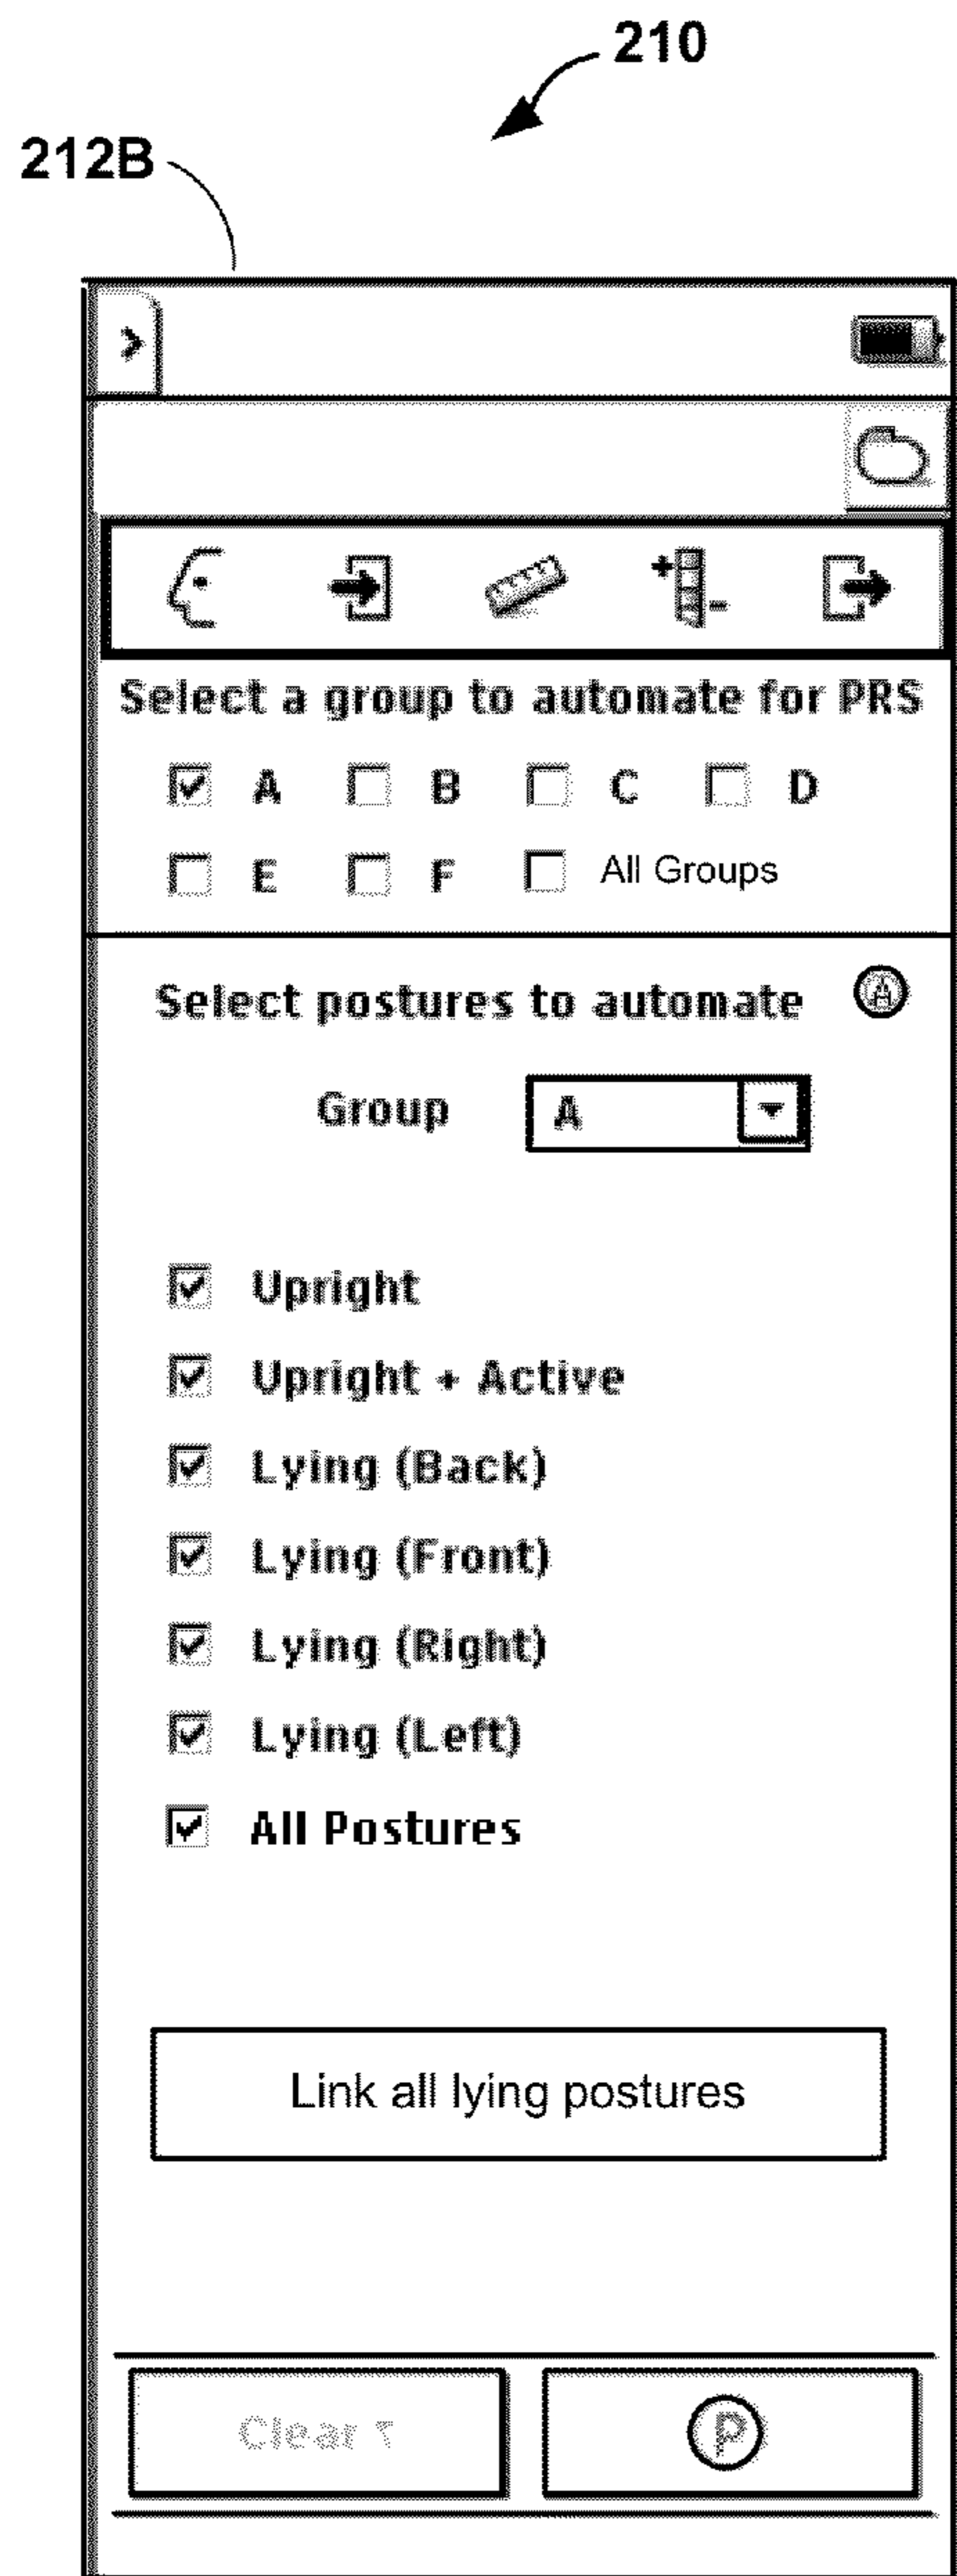 210
212B
Select a group to automate for PRS
A B C D
E F All Groups
Select postures to automate A
Group A
Upright
Upright + Active
Lying (Back)
Lying (Front)
Lying (Right)
Lying (Left)
All Postures
Link all lying postures
Clear P